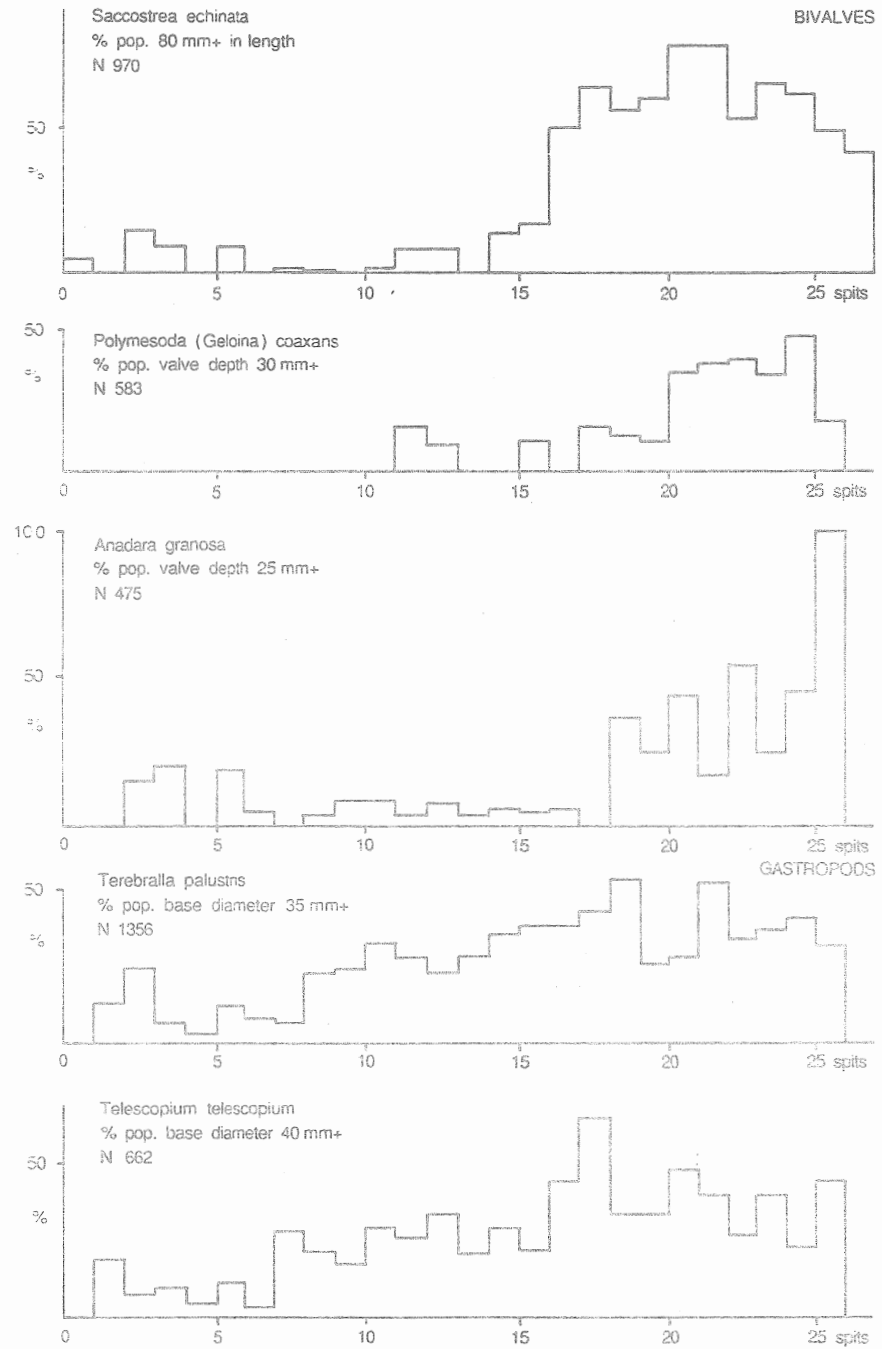 Saccostrea echinata
BIVALVES
% pop. 80 mm+ in length
N 970
50
%
0 5 10 15 20 25 spits
50
Polymesoda (Geloina) coaxans
% pop. valve depth 30 mm+
%
N 583
0 5 10 15 20 25 spits
100
Anadara granosa
% pop. valve depth 25 mm+
N 475
50
%
0 5 10 15 20 25 spits
GASTROPODS
50
Terebralla palustris
% pop. base diameter 35 mm+
N 1356
%
0 5 10 15 20 25 spits
Telescopium telescopium
% pop. base diameter 40 mm+
N 662
50
%
0 5 10 15 20 25 spits